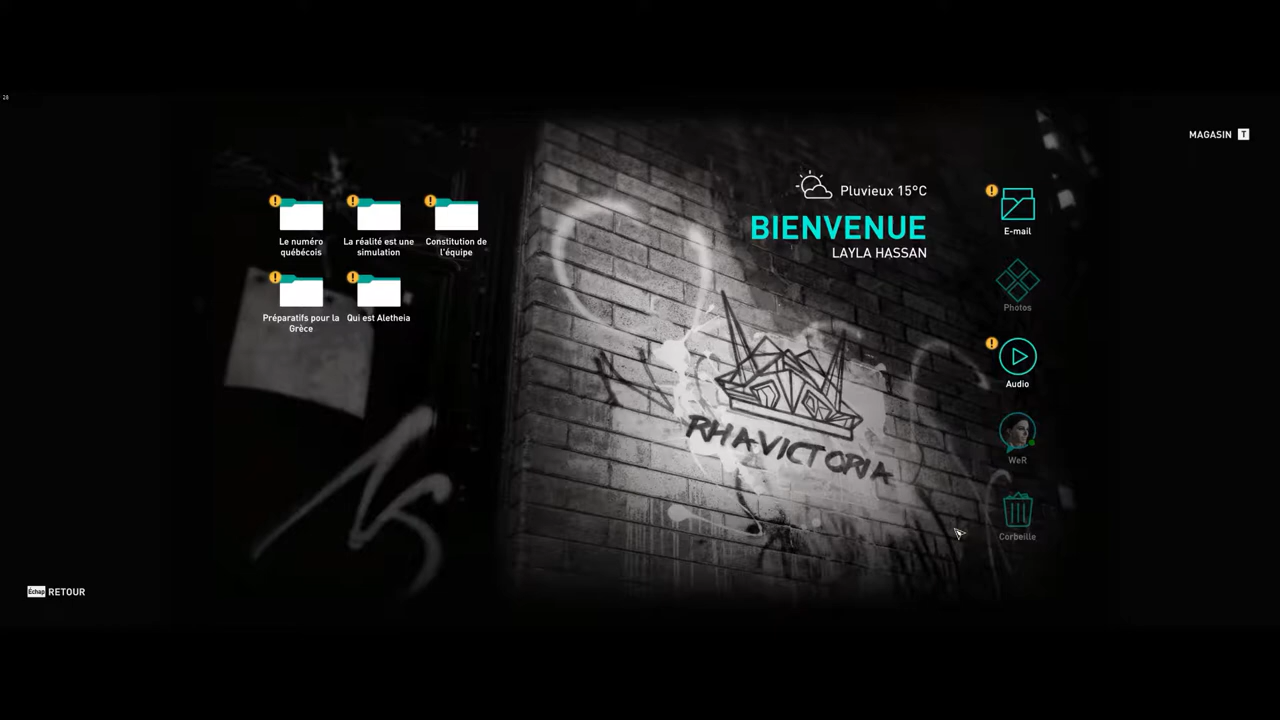 28
MAGASIN T
Pluvieux 15°C
BIENVENUE
LAYLA HASSAN
Le numéro
québécois
La réalité est une
simulation
Constitution de
l'équipe
Préparatifs pour la
Grèce
Qui est Aletheia
E-mail
Photos
Audio
WeR
Corbeille
RHAVICTORIA
Échap RETOUR